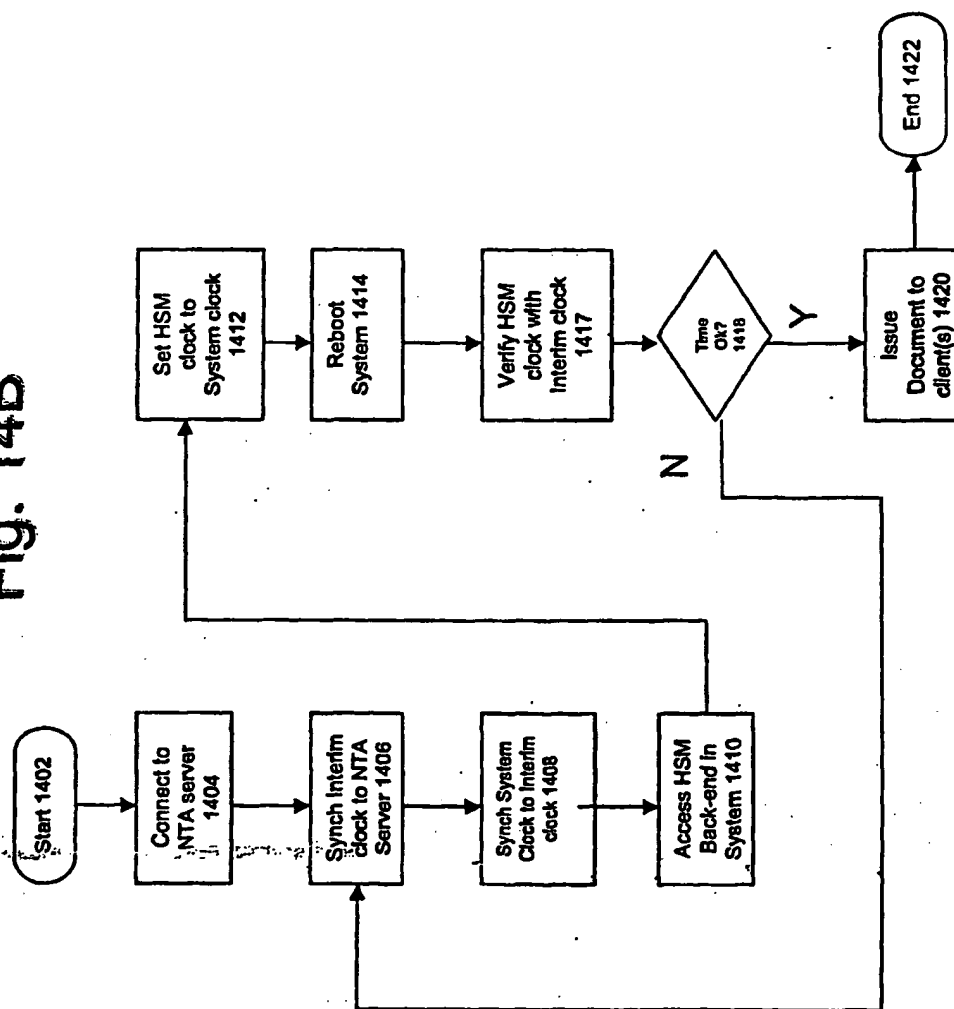 Fig. 14B
Start 1402
Connect to
NTA server
1404
Synch Interim
clock to NTA
Server 1406
Synch System
Clock to Interim
clock 1408
Access HSM
Back-end in
System 1410
Set HSM
clock to
System clock
1412
Reboot
System 1414
Verify HSM
clock with
Interim clock
1417
Time
Ok?
1418
N
Y
Issue
Document to
client(s) 1420
End 1422